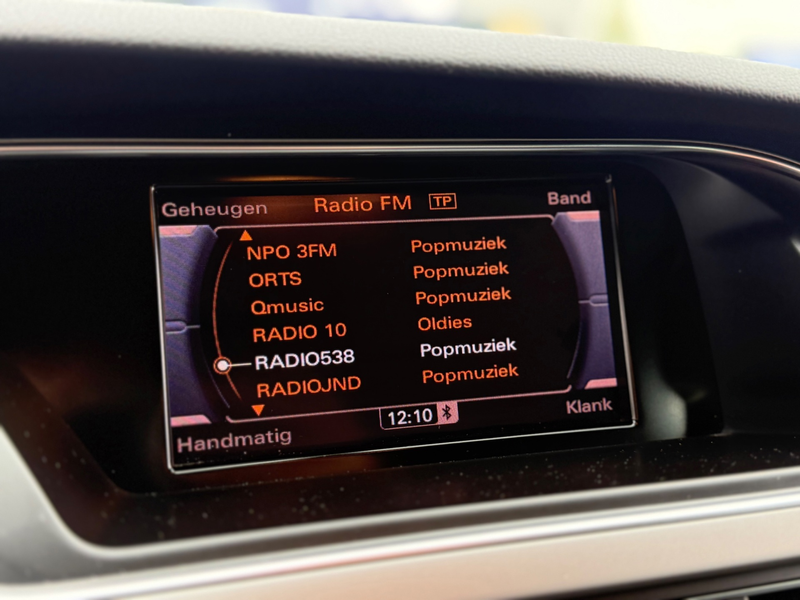 Geheugen Radio FM TP Band
NPO 3FM Popmuziek
ORTS Popmuziek
Qmusic Popmuziek
RADIO 10 Oldies
RADIO538 Popmuziek
RADIOJND Popmuziek
Handmatig 12:10 Klank